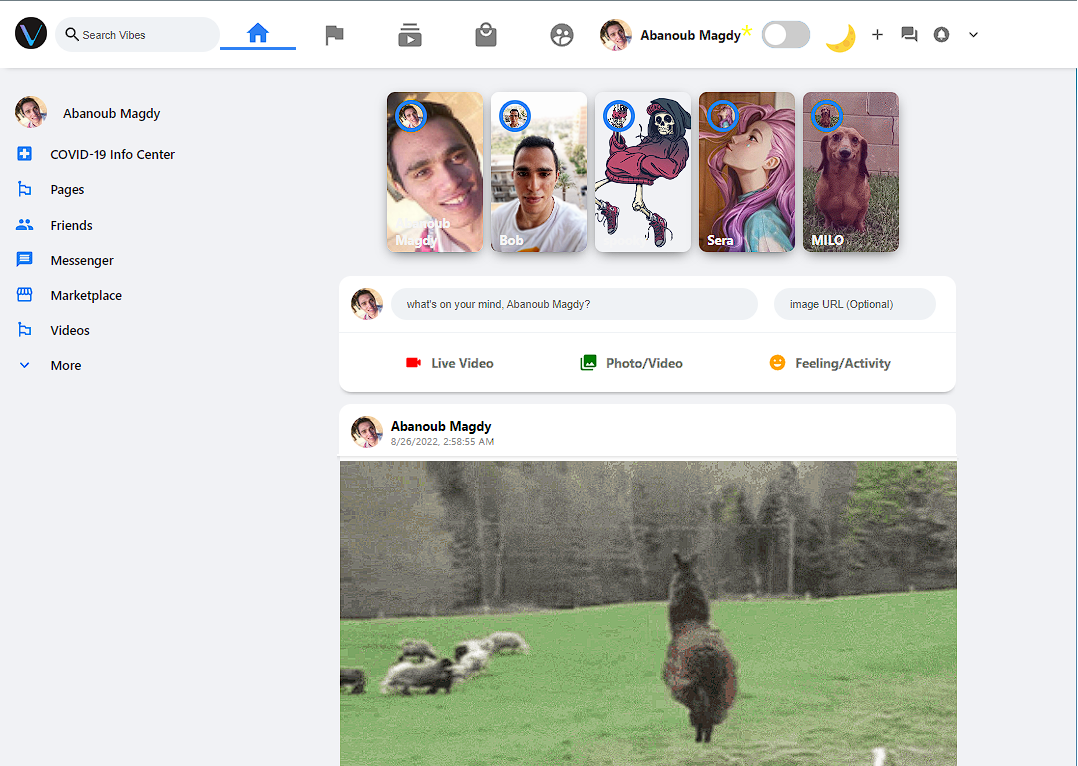 Search Vibes
Abanoub Magdy
Abanoub Magdy
COVID-19 Info Center
Pages
Friends
Messenger
Marketplace
Videos
More
Abanoub
Magdy
Bob
Sera
MILO
what's on your mind, Abanoub Magdy?
image URL (Optional)
Live Video
Photo/Video
Feeling/Activity
Abanoub Magdy
8/26/2022, 2:58:55 AM